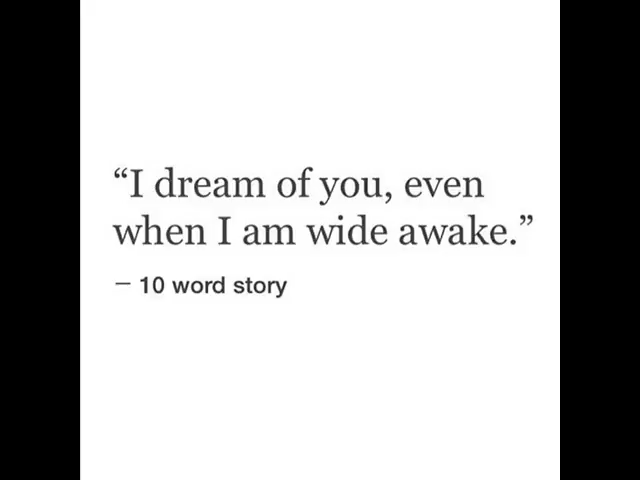 “I dream of you, even
when I am wide awake.”
– 10 word story